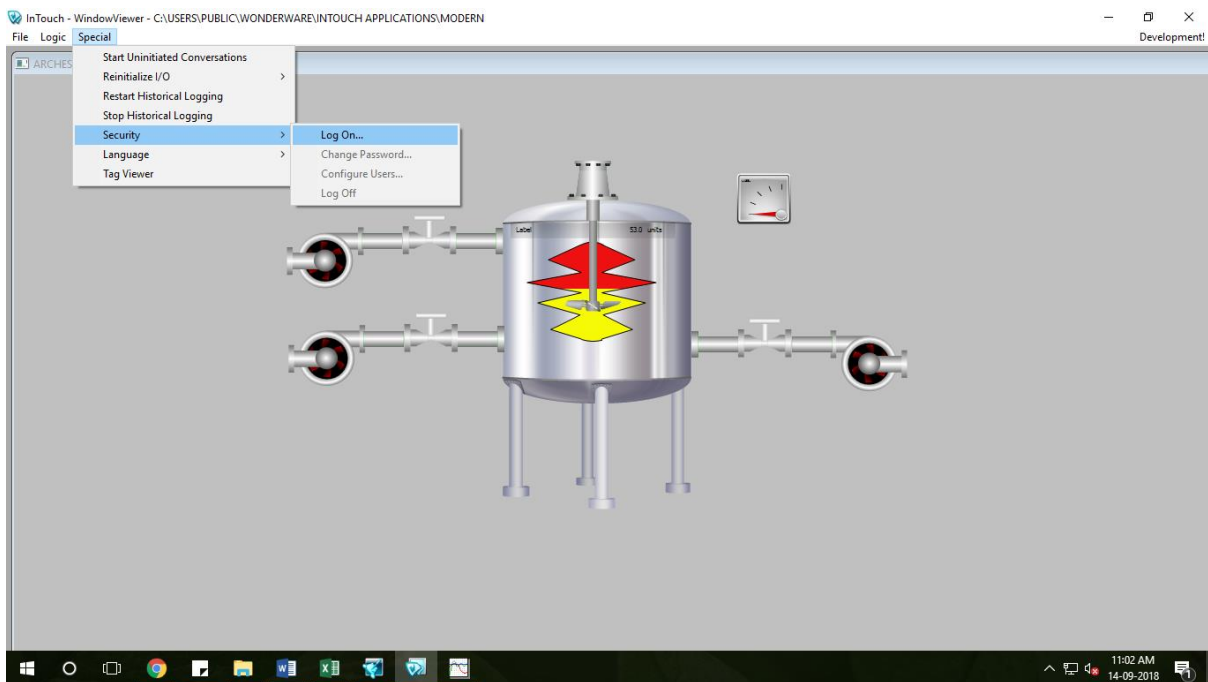 InTouch - WindowViewer - C:\USERS\PUBLIC\WONDERWARE\INTOUCH APPLICATIONS\MODERN
File Logic Special Development!
ARCHES
Start Uninitiated Conversations
Reinitialize I/O >
Restart Historical Logging
Stop Historical Logging
Security > Log On...
Language > Change Password...
Tag Viewer Configure Users...
Log Off
Label 53.0 units
11:02 AM
14-09-2018
1